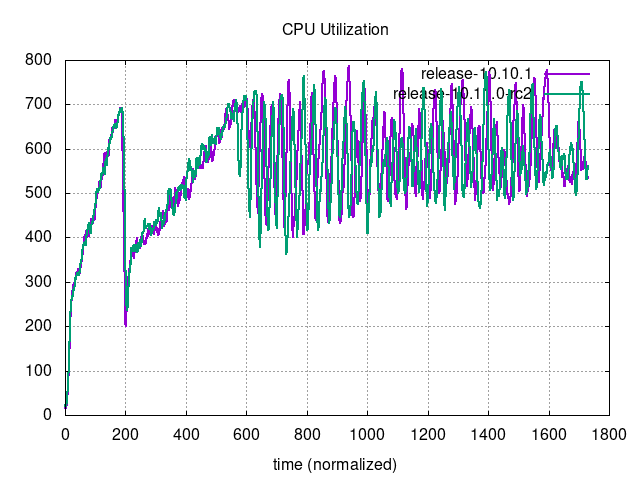 CPU Utilization
800
700
600
500
400
300
200
100
0
release-10.10.1
release-10.11.0-rc2
0 200 400 600 800 1000 1200 1400 1600 1800
time (normalized)